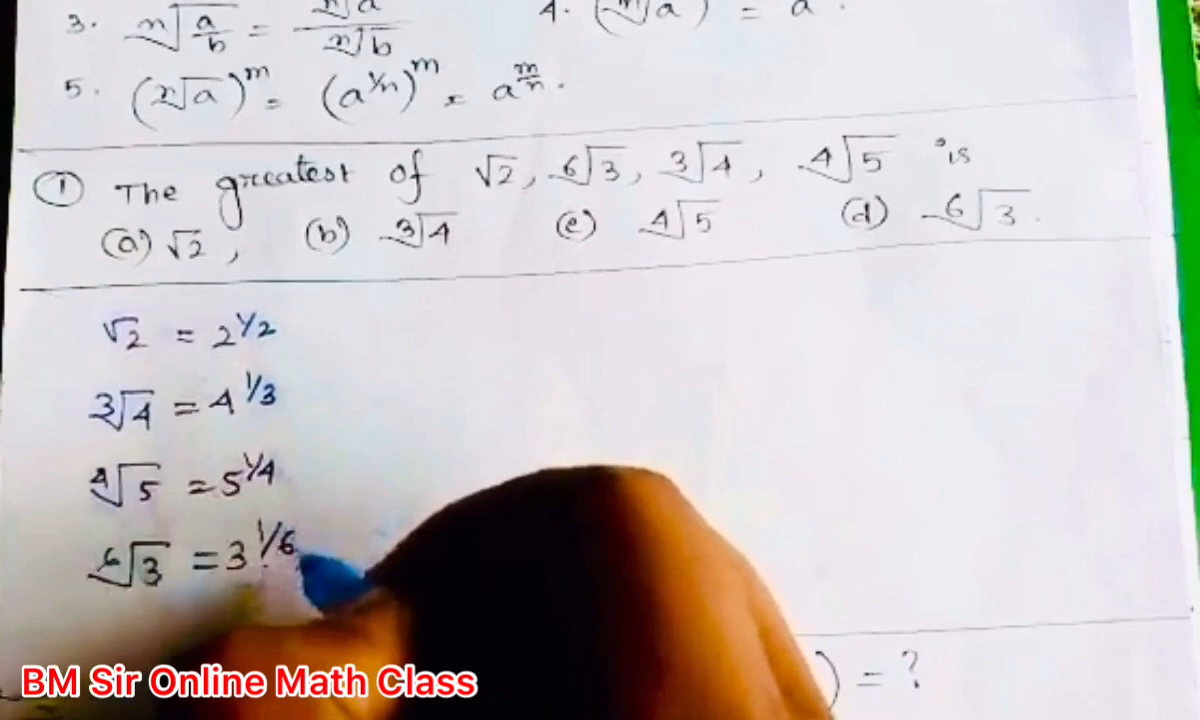 3. ⁿ√(a/b) = ⁿ√a / ⁿ√b 4. (ⁿ√a) = a.
5. (ⁿ√a)ᵐ = (a^1/n)ᵐ = a^m/n.
① The greatest of √2, ⁶√3, ³√4, ⁴√5 is
(a) √2, (b) ³√4 (c) ⁴√5 (d) ⁶√3.
√2 = 2^1/2
³√4 = 4^1/3
⁴√5 = 5^1/4
⁶√3 = 3^1/6
) = ?
BM Sir Online Math Class